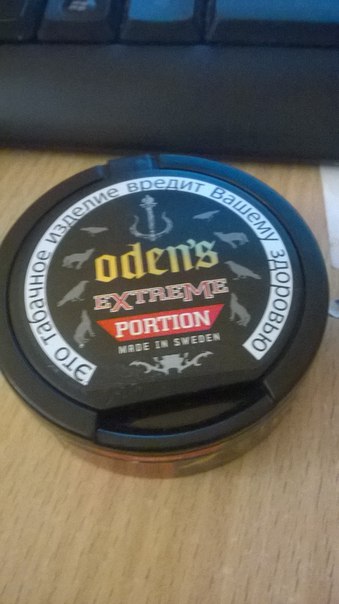 Это табачное изделие вредит Вашему здоровью
oden's
EXTREME
PORTION
MADE IN SWEDEN